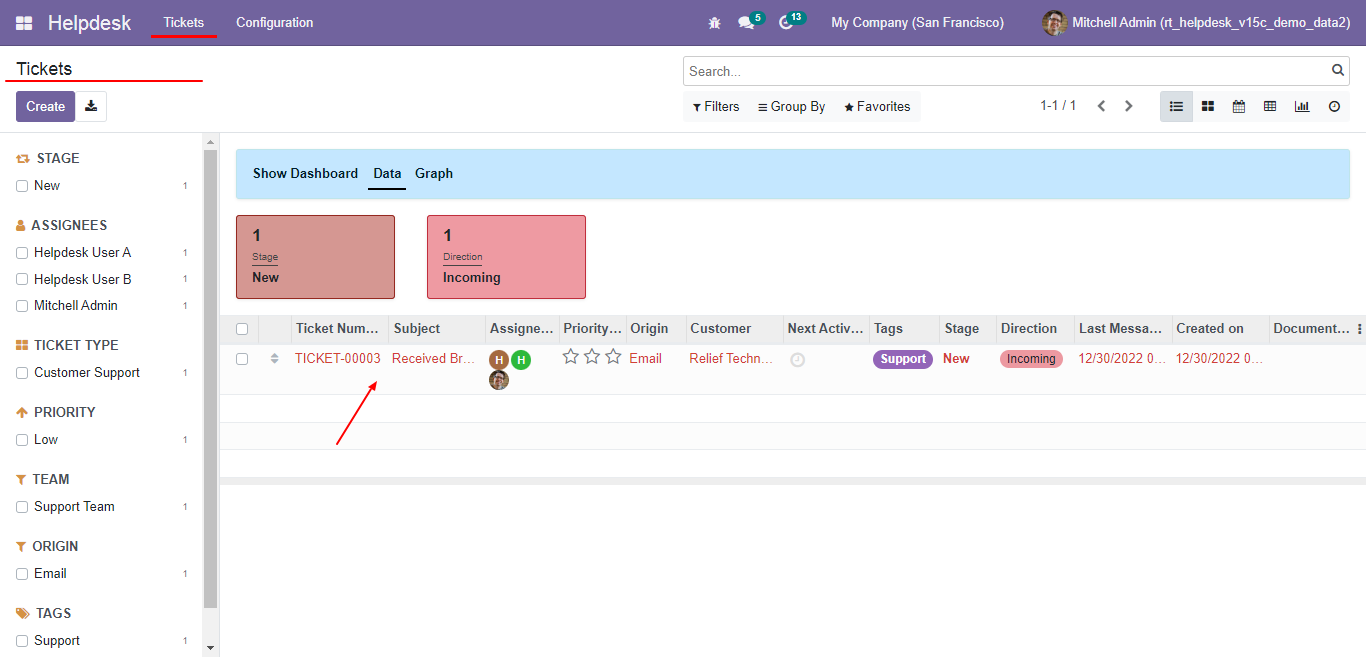 Helpdesk Tickets Configuration 5 13 My Company (San Francisco) Mitchell Admin (rt_helpdesk_v15c_demo_data2)
Tickets
Search...
Create
Filters Group By Favorites 1-1 / 1
STAGE
New 1
ASSIGNEES
Helpdesk User A 1
Helpdesk User B 1
Mitchell Admin 1
TICKET TYPE
Customer Support 1
PRIORITY
Low 1
TEAM
Support Team 1
ORIGIN
Email 1
TAGS
Support 1
Show Dashboard Data Graph
1
Stage
New
1
Direction
Incoming
Ticket Num... Subject Assigne... Priority... Origin Customer Next Activ... Tags Stage Direction Last Messa... Created on Document...
TICKET-00003 Received Br... H H Email Relief Techn... Support New Incoming 12/30/2022 0... 12/30/2022 0...